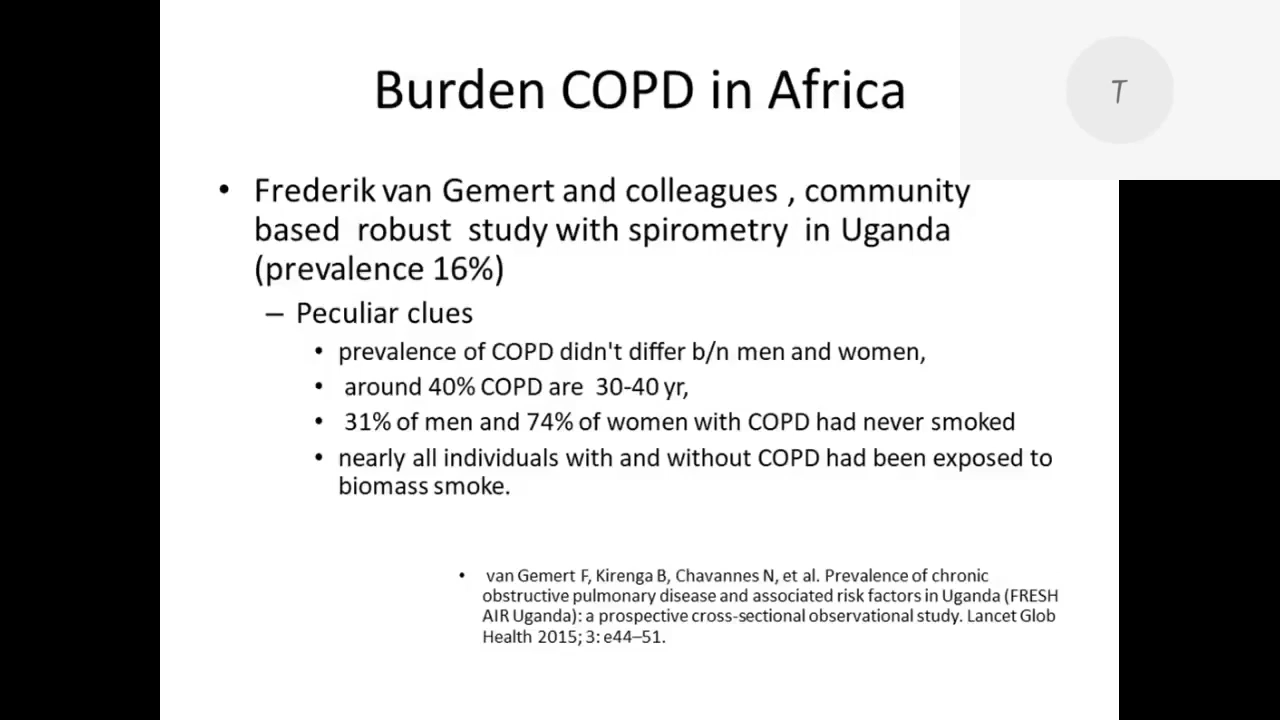 Burden COPD in Africa
T
• Frederik van Gemert and colleagues , community
based robust study with spirometry in Uganda
(prevalence 16%)
– Peculiar clues
• prevalence of COPD didn't differ b/n men and women,
• around 40% COPD are 30-40 yr,
• 31% of men and 74% of women with COPD had never smoked
• nearly all individuals with and without COPD had been exposed to
biomass smoke.
• van Gemert F, Kirenga B, Chavannes N, et al. Prevalence of chronic
obstructive pulmonary disease and associated risk factors in Uganda (FRESH
AIR Uganda): a prospective cross-sectional observational study. Lancet Glob
Health 2015; 3: e44–51.